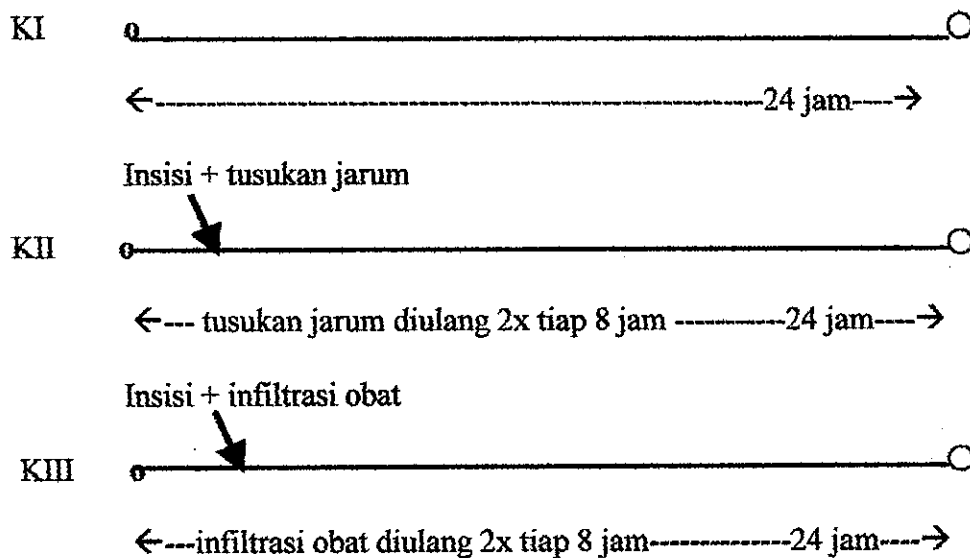 KI
←-----------------------------------------------24 jam----→
Insisi + tusukan jarum
KII
←--- tusukan jarum diulang 2x tiap 8 jam -----------24 jam----→
Insisi + infiltrasi obat
KIII
←---infiltrasi obat diulang 2x tiap 8 jam--------------24 jam----→